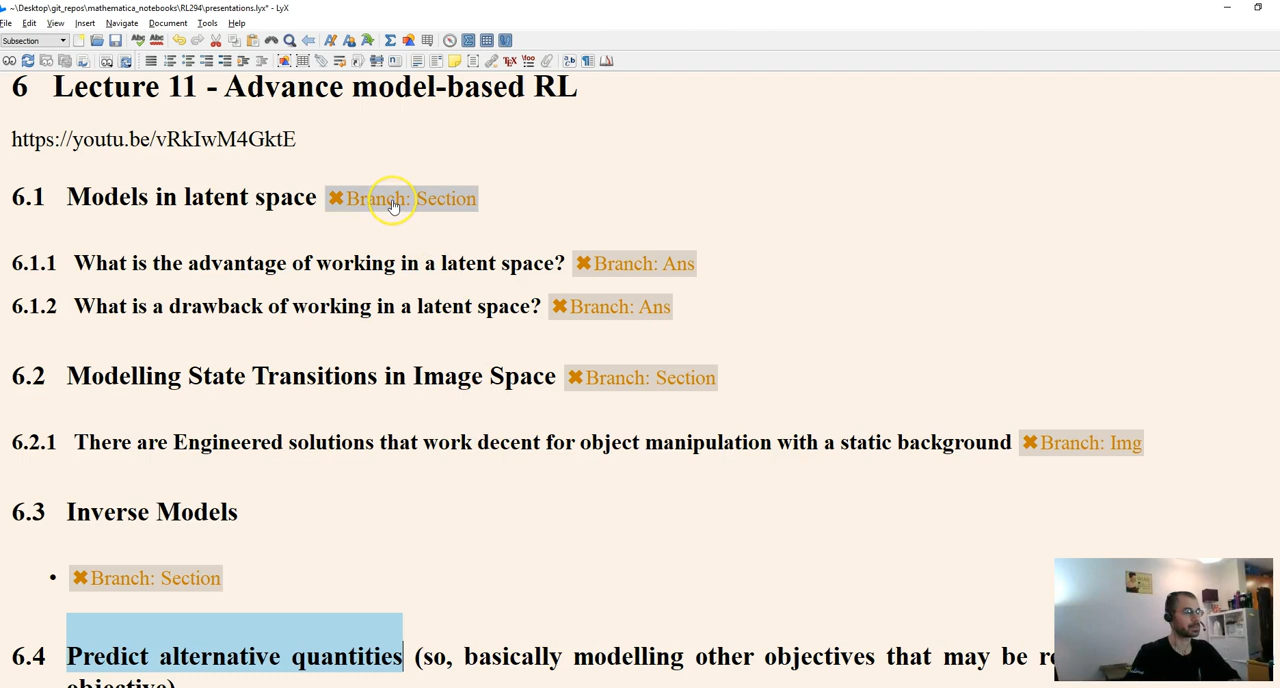 ~\Desktop\git_repos\mathematica_notebooks\RL294\presentations.lyx* - LyX
File Edit View Insert Navigate Document Tools Help
Subsection
6 Lecture 11 - Advance model-based RL
https://youtu.be/vRkIwM4GktE
6.1 Models in latent space ✖Branch: Section
6.1.1 What is the advantage of working in a latent space? ✖Branch: Ans
6.1.2 What is a drawback of working in a latent space? ✖Branch: Ans
6.2 Modelling State Transitions in Image Space ✖Branch: Section
6.2.1 There are Engineered solutions that work decent for object manipulation with a static background ✖Branch: Img
6.3 Inverse Models
• ✖Branch: Section
6.4 Predict alternative quantities (so, basically modelling other objectives that may be
objective)